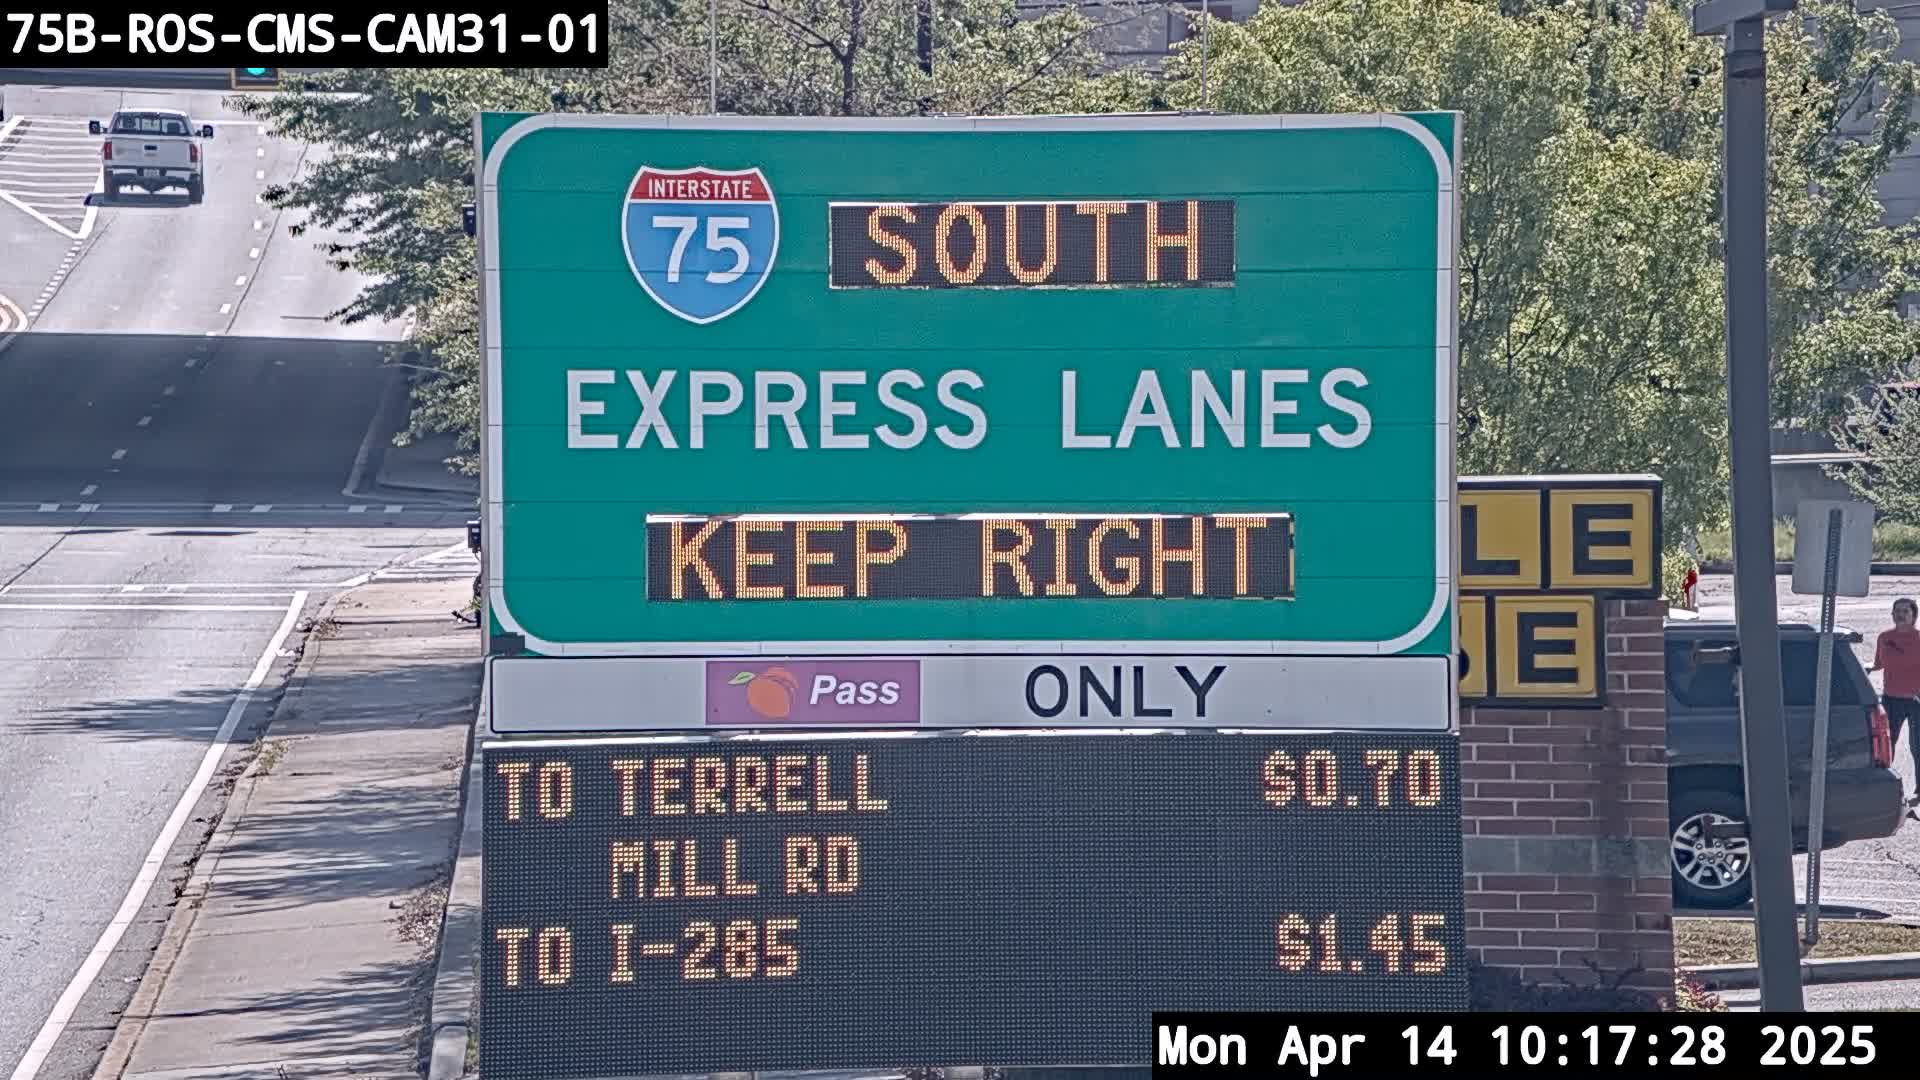 75B-ROS-CMS-CAM31-01
INTERSTATE
75
SOUTH
EXPRESS LANES
KEEP RIGHT
LE
E
Pass ONLY
TO TERRELL $0.70
MILL RD
TO I-285 $1.45
Mon Apr 14 10:17:28 2025